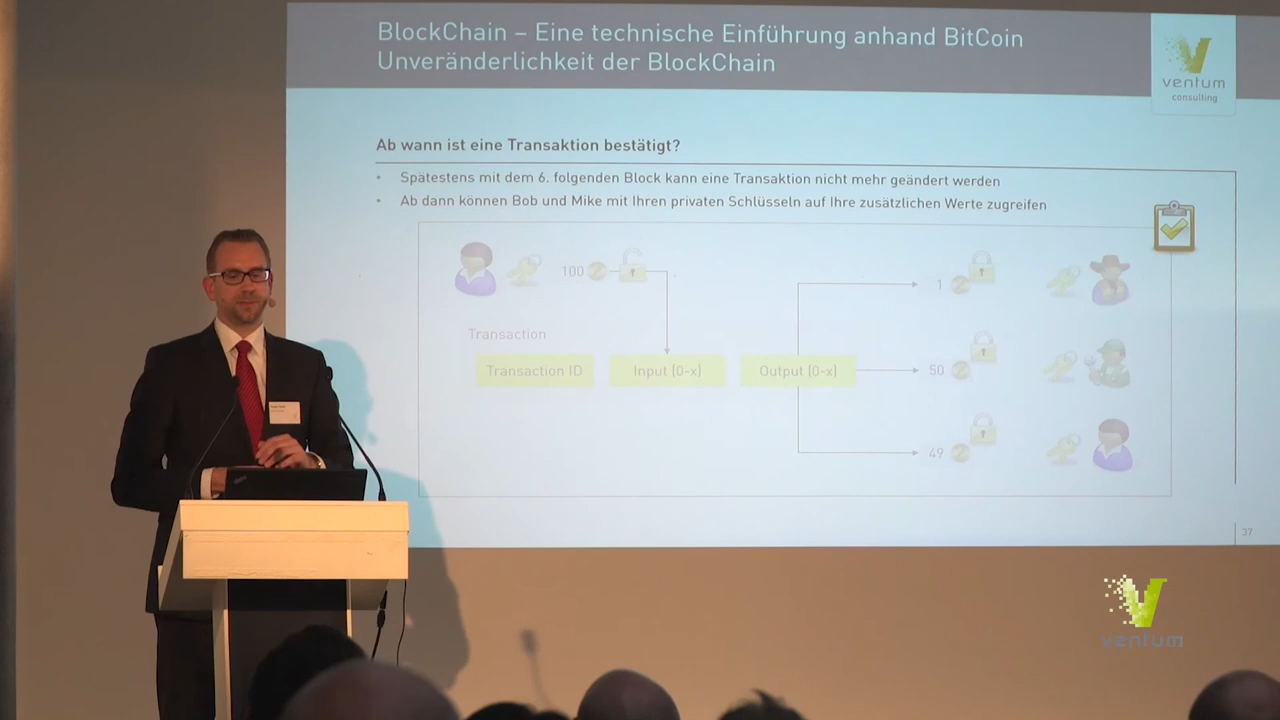 BlockChain – Eine technische Einführung anhand BitCoin
Unveränderlichkeit der BlockChain
ventum
consulting
Ab wann ist eine Transaktion bestätigt?
• Spätestens mit dem 6. folgenden Block kann eine Transaktion nicht mehr geändert werden
• Ab dann können Bob und Mike mit Ihren privaten Schlüsseln auf Ihre zusätzlichen Werte zugreifen
100
1
Transaction
Transaction ID
Input (0-x)
Output (0-x)
50
49
37
ventum